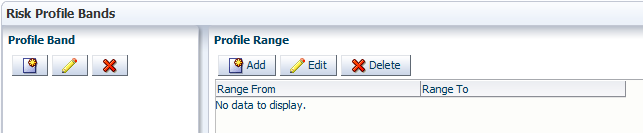 Risk Profile Bands
Profile Band
Profile Range
Add Edit Delete
Range From Range To
No data to display.